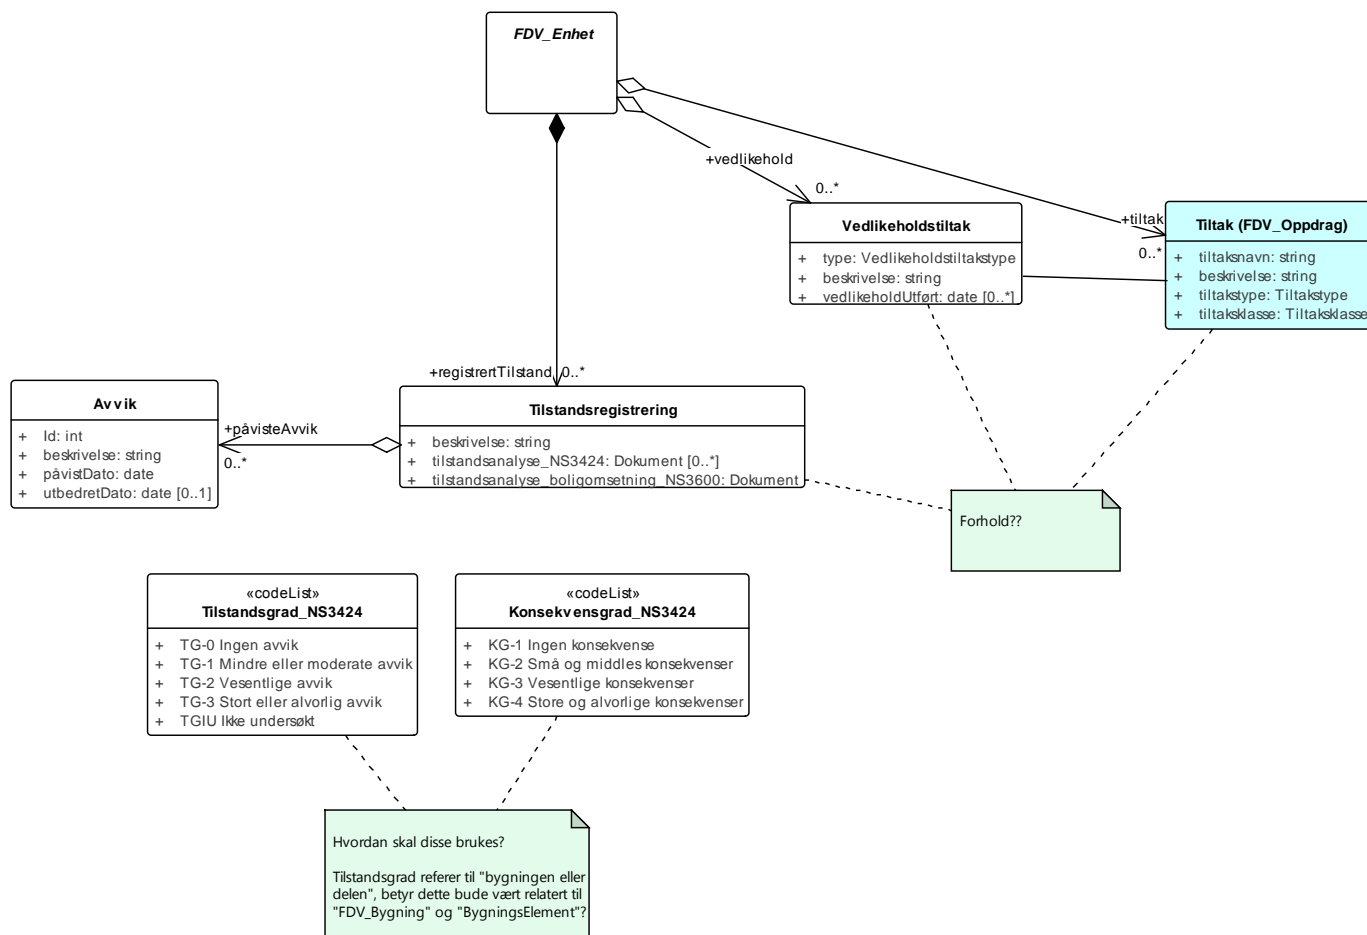 FDV_Enhet
+vedlikehold
0..*
+tiltak
0..*
Vedlikeholdstiltak
+ type: Vedlikeholdstiltakstype
+ beskrivelse: string
+ vedlikeholdUtført: date [0..*]
Tiltak (FDV_Oppdrag)
+ tiltaksnavn: string
+ beskrivelse: string
+ tiltakstype: Tiltakstype
+ tiltaksklasse: Tiltaksklasse
+registrertTilstand 0..*
Avvik
+ Id: int
+ beskrivelse: string
+ påvistDato: date
+ utbedretDato: date [0..1]
+påvisteAvvik
0..*
Tilstandsregistrering
+ beskrivelse: string
+ tilstandsanalyse_NS3424: Dokument [0..*]
+ tilstandsanalyse_boligomsetning_NS3600: Dokument
Forhold??
«codeList»
Tilstandsgrad_NS3424
+ TG-0 Ingen avvik
+ TG-1 Mindre eller moderate avvik
+ TG-2 Vesentlige avvik
+ TG-3 Stort eller alvorlig avvik
+ TGIU Ikke undersøkt
«codeList»
Konsekvensgrad_NS3424
+ KG-1 Ingen konsekvense
+ KG-2 Små og middles konsekvenser
+ KG-3 Vesentlige konsekvenser
+ KG-4 Store og alvorlige konsekvenser
Hvordan skal disse brukes?
Tilstandsgrad referer til "bygningen eller
delen", betyr dette bude vært relatert til
"FDV_Bygning" og "BygningsElement"?